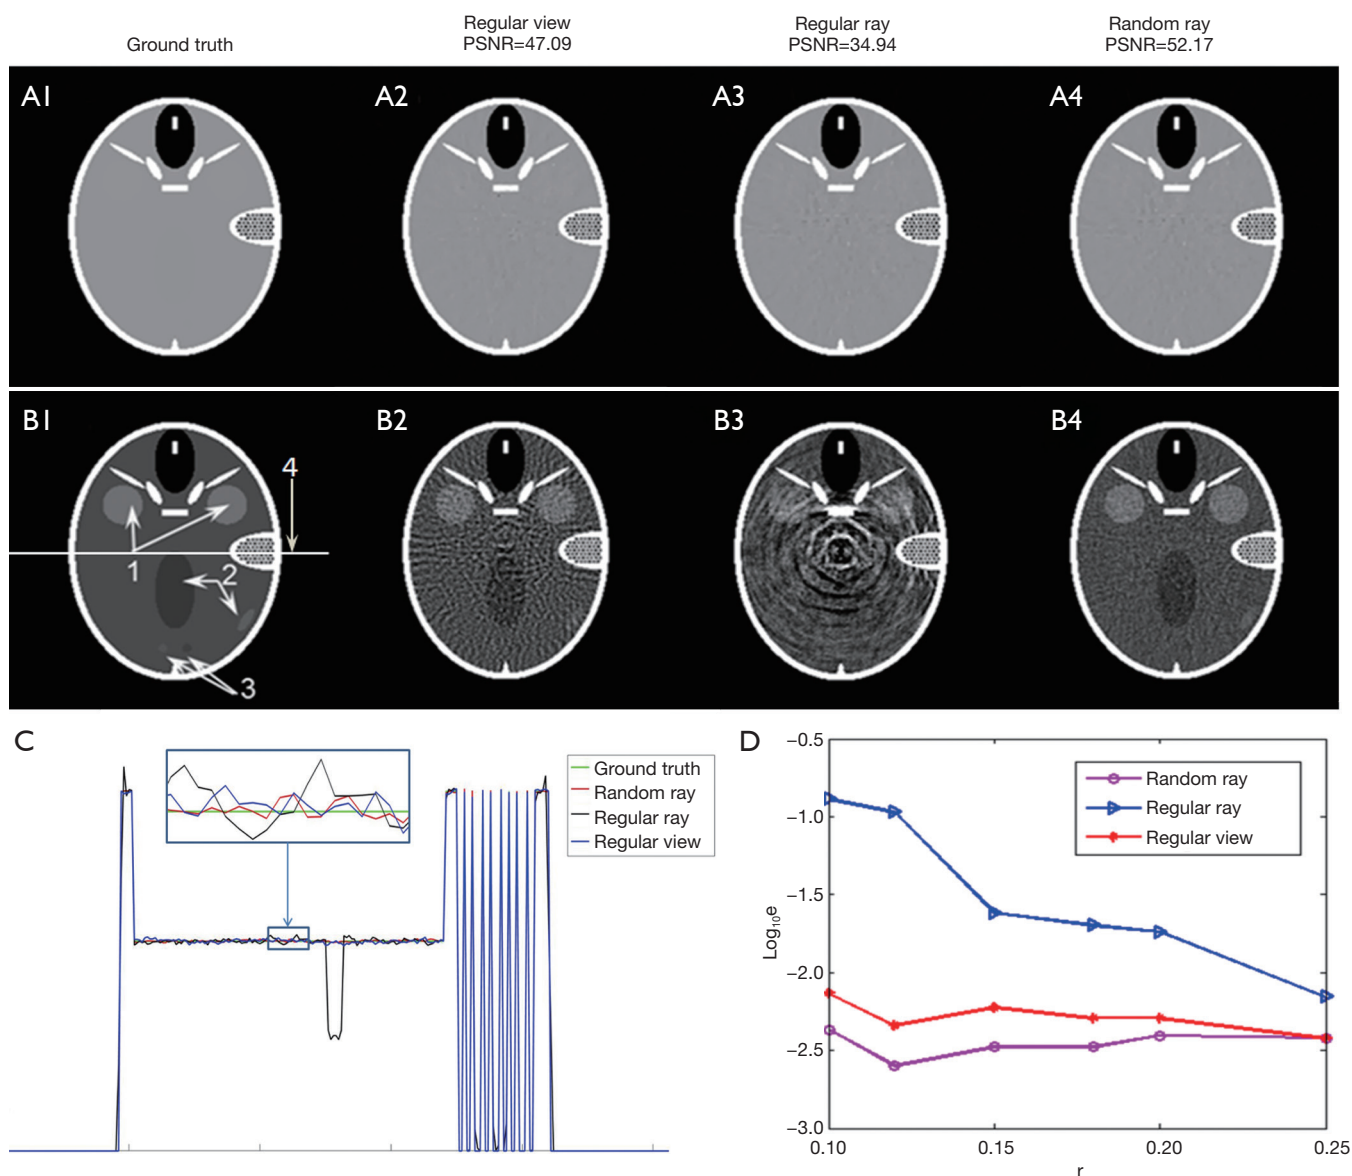 Ground truth
Regular view
PSNR=47.09
Regular ray
PSNR=34.94
Random ray
PSNR=52.17
A1
A2
A3
A4
B1
B2
B3
B4
4
1
2
3
C
Ground truth
Random ray
Regular ray
Regular view
D
−0.5
−1.0
−1.5
−2.0
−2.5
−3.0
Log₁₀e
Random ray
Regular ray
Regular view
0.10
0.15
0.20
0.25
r